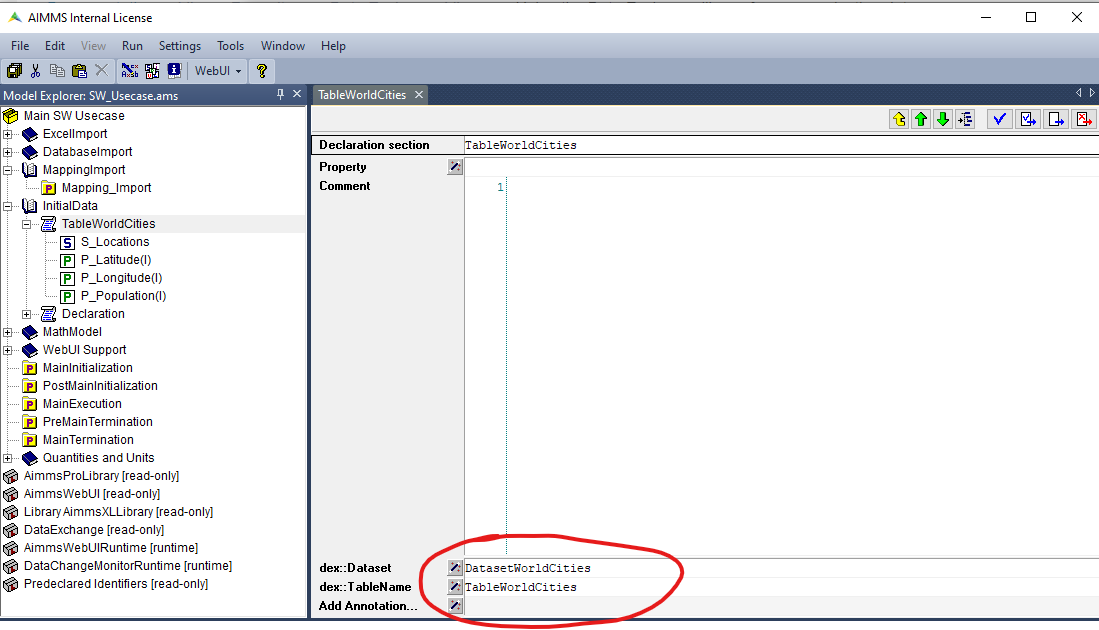 AIMMS Internal License
File Edit View Run Settings Tools Window Help
WebUI
Model Explorer: SW_Usecase.ams
TableWorldCities
Main SW Usecase
ExcelImport
DatabaseImport
MappingImport
P Mapping_Import
InitialData
TableWorldCities
S S_Locations
P P_Latitude(l)
P P_Longitude(l)
P P_Population(l)
Declaration
MathModel
WebUI Support
P MainInitialization
P PostMainInitialization
P MainExecution
P PreMainTermination
P MainTermination
Quantities and Units
AimmsProLibrary [read-only]
AimmsWebUI [read-only]
Library AimmsXLLibrary [read-only]
DataExchange [read-only]
AimmsWebUIRuntime [runtime]
DataChangeMonitorRuntime [runtime]
Predeclared Identifiers [read-only]
Declaration section TableWorldCities
Property
Comment 1
dex::Dataset DatasetWorldCities
dex::TableName TableWorldCities
Add Annotation...